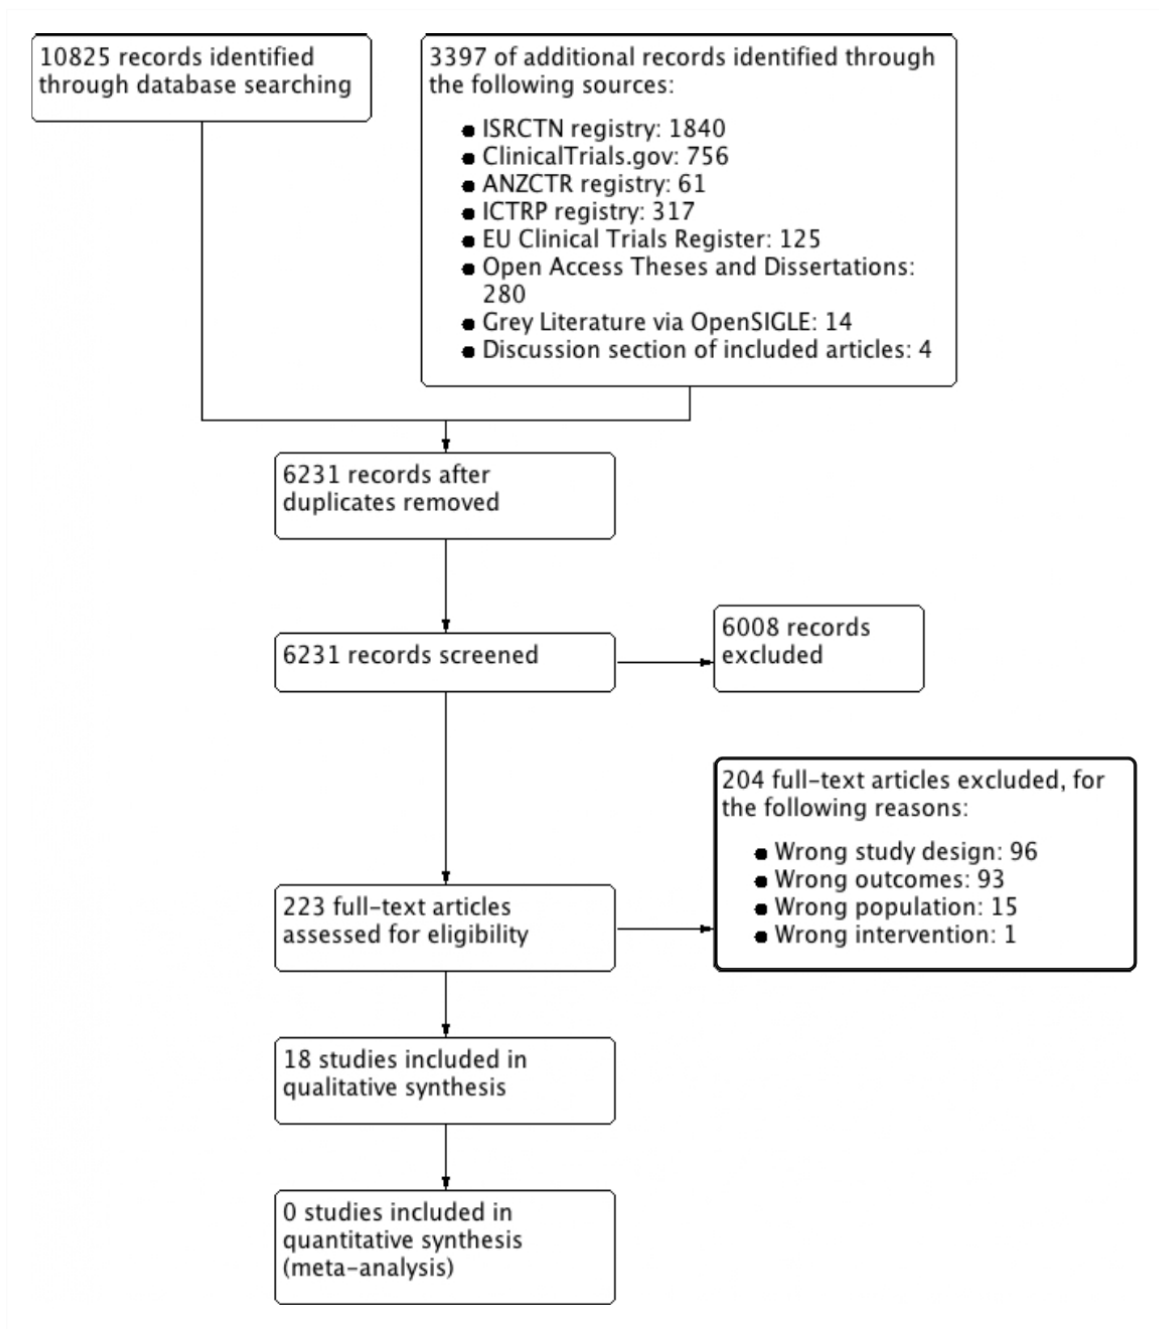 10825 records identified
through database searching
3397 of additional records identified through
the following sources:
● ISRCTN registry: 1840
● ClinicalTrials.gov: 756
● ANZCTR registry: 61
● ICTRP registry: 317
● EU Clinical Trials Register: 125
● Open Access Theses and Dissertations:
280
● Grey Literature via OpenSIGLE: 14
● Discussion section of included articles: 4
6231 records after
duplicates removed
6231 records screened
6008 records
excluded
204 full-text articles excluded, for
the following reasons:
● Wrong study design: 96
● Wrong outcomes: 93
● Wrong population: 15
● Wrong intervention: 1
223 full-text articles
assessed for eligibility
18 studies included in
qualitative synthesis
0 studies included in
quantitative synthesis
(meta-analysis)